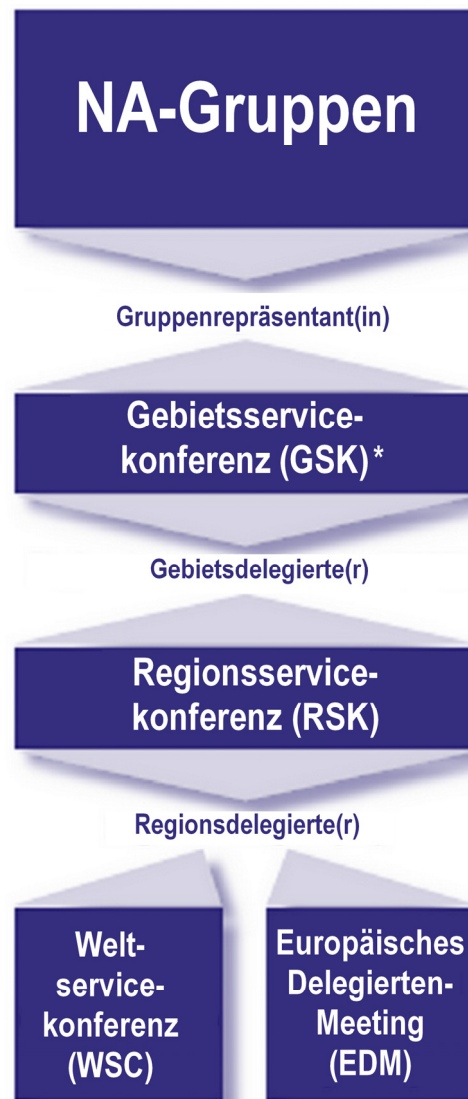 NA-Gruppen
Gruppenrepräsentant(in)
Gebietsservice-
konferenz (GSK)*
Gebietsdelegierte(r)
Regionsservice-
konferenz (RSK)
Regionsdelegierte(r)
Welt-
service-
konferenz
(WSC)
Europäisches
Delegierten-
Meeting
(EDM)